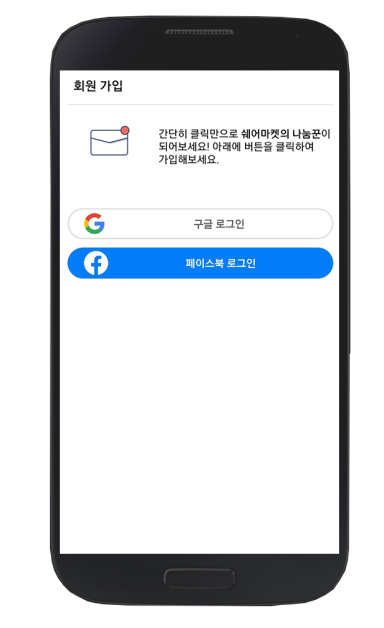 회원 가입
간단히 클릭만으로 쉐어마켓의 나눔꾼이
되어보세요! 아래에 버튼을 클릭하여
가입해보세요.
구글 로그인
페이스북 로그인